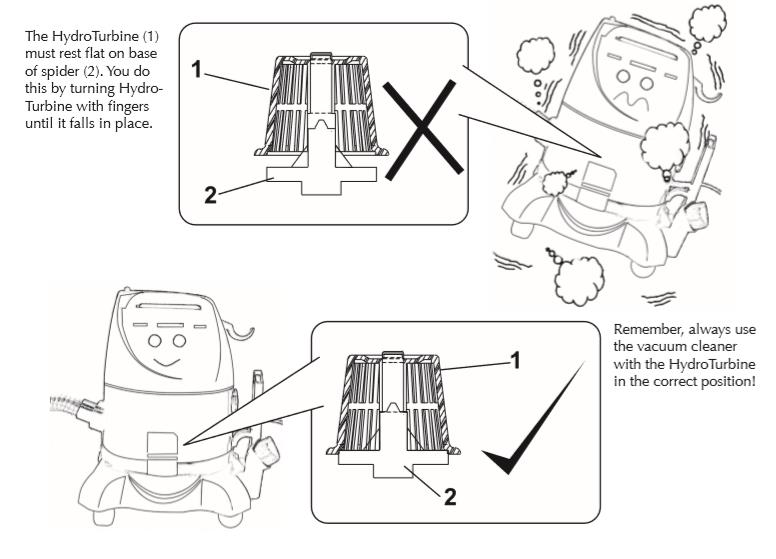 The HydroTurbine (1)
must rest flat on base
of spider (2). You do
this by turning Hydro-
Turbine with fingers
until it falls in place.
1
2
Remember, always use
the vacuum cleaner
with the HydroTurbine
in the correct position!
1
2